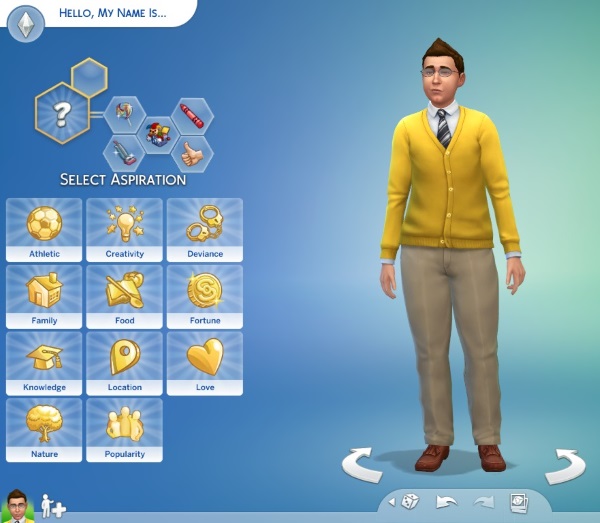 Hello, My Name Is...
Select Aspiration
Athletic
Creativity
Deviance
Family
Food
Fortune
Knowledge
Location
Love
Nature
Popularity